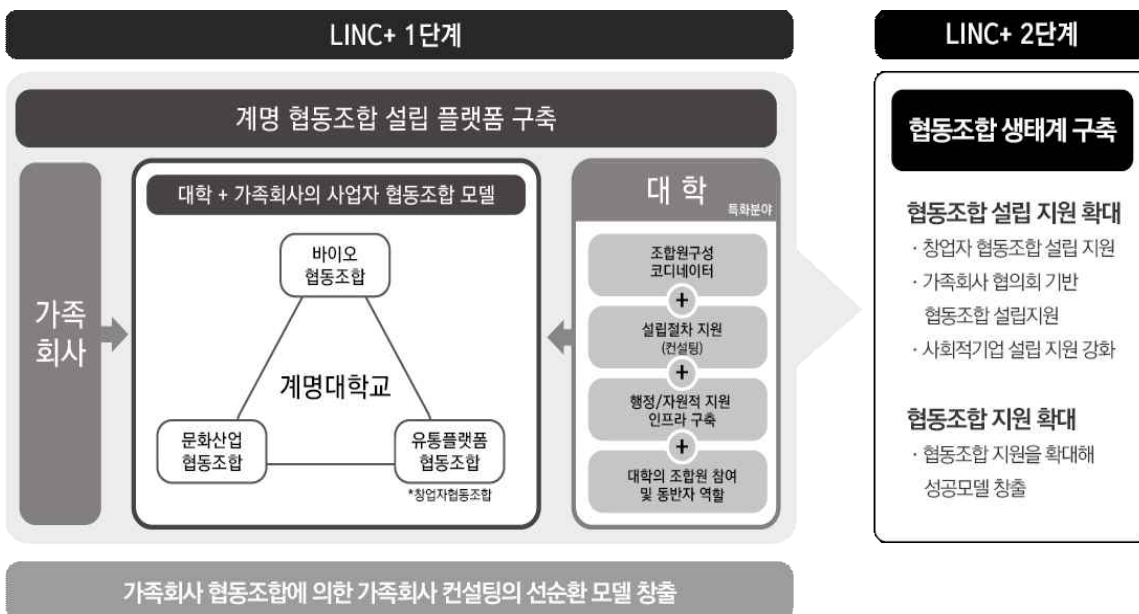 LINC+ 1단계
계명 협동조합 설립 플랫폼 구축
가족
회사
대학 + 가족회사의 사업자 협동조합 모델
바이오
협동조합
계명대학교
문화산업
협동조합
유통플랫폼
협동조합
*창업자협동조합
대 학
특화분야
조합원구성
코디네이터
+
설립절차 지원
(컨설팅)
+
행정/자원적 지원
인프라 구축
+
대학의 조합원 참여
및 동반자 역할
가족회사 협동조합에 의한 가족회사 컨설팅의 선순환 모델 창출
LINC+ 2단계
협동조합 생태계 구축
협동조합 설립 지원 확대
· 창업자 협동조합 설립 지원
· 가족회사 협의회 기반
협동조합 설립지원
· 사회적기업 설립 지원 강화
협동조합 지원 확대
· 협동조합 지원을 확대해
성공모델 창출